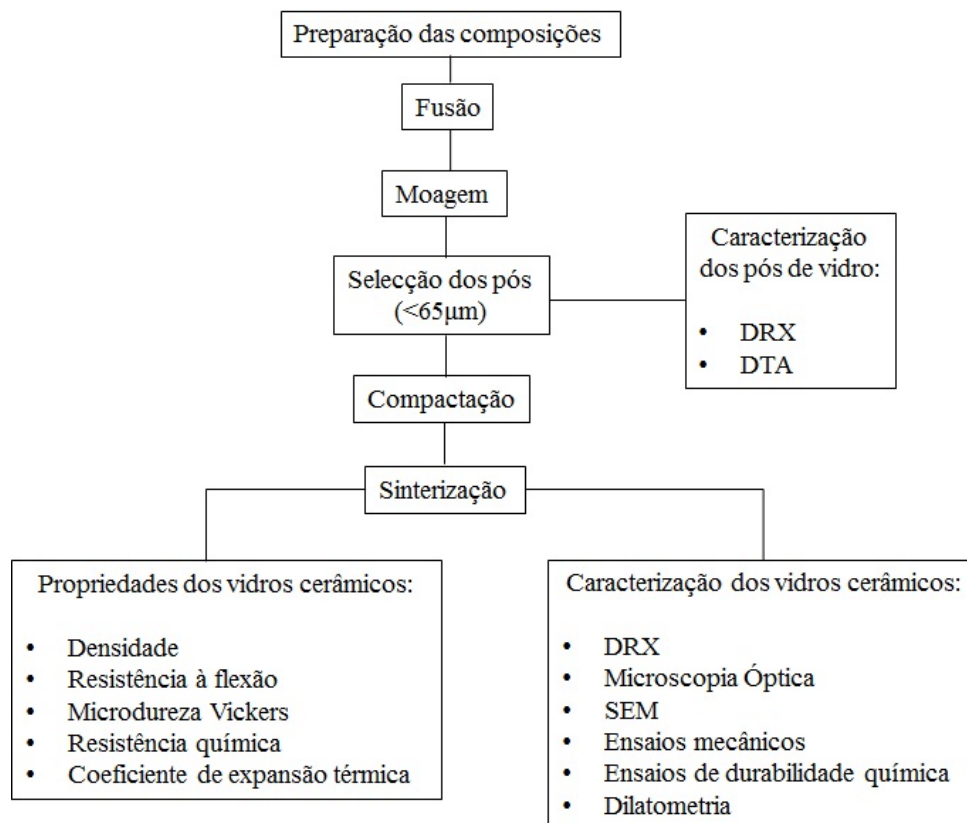 Preparação das composições
Fusão
Moagem
Selecção dos pós
(<65μm)
Caracterização
dos pós de vidro:
• DRX
• DTA
Compactação
Sinterização
Propriedades dos vidros cerâmicos:
• Densidade
• Resistência à flexão
• Microdureza Vickers
• Resistência química
• Coeficiente de expansão térmica
Caracterização dos vidros cerâmicos:
• DRX
• Microscopia Óptica
• SEM
• Ensaios mecânicos
• Ensaios de durabilidade química
• Dilatometria